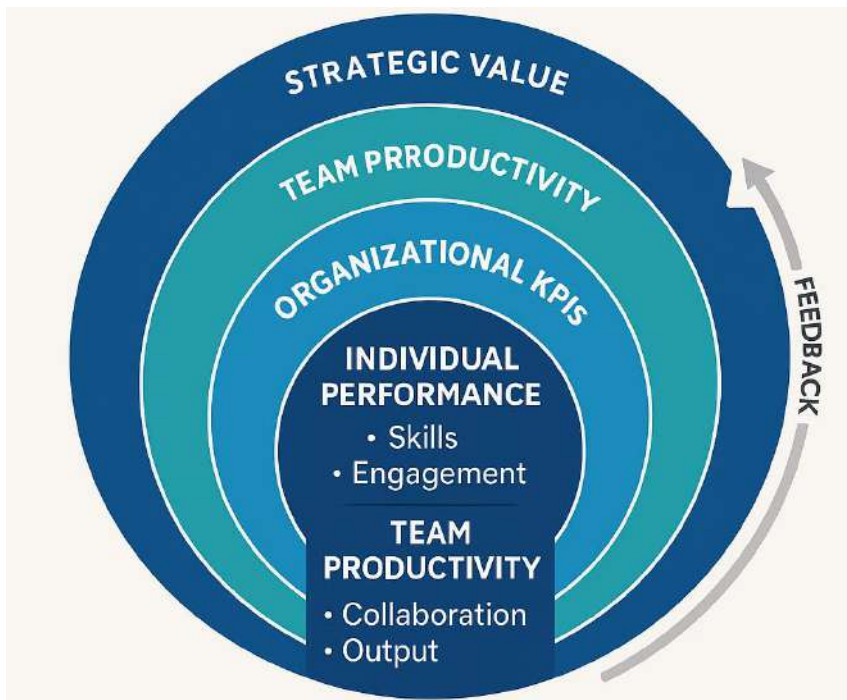 STRATEGIC VALUE
TEAM PRRODUCTIVITY
ORGANIZATIONAL KPIs
INDIVIDUAL
PERFORMANCE
• Skills
• Engagement
TEAM
PRODUCTIVITY
• Collaboration
• Output
FEEDBACK